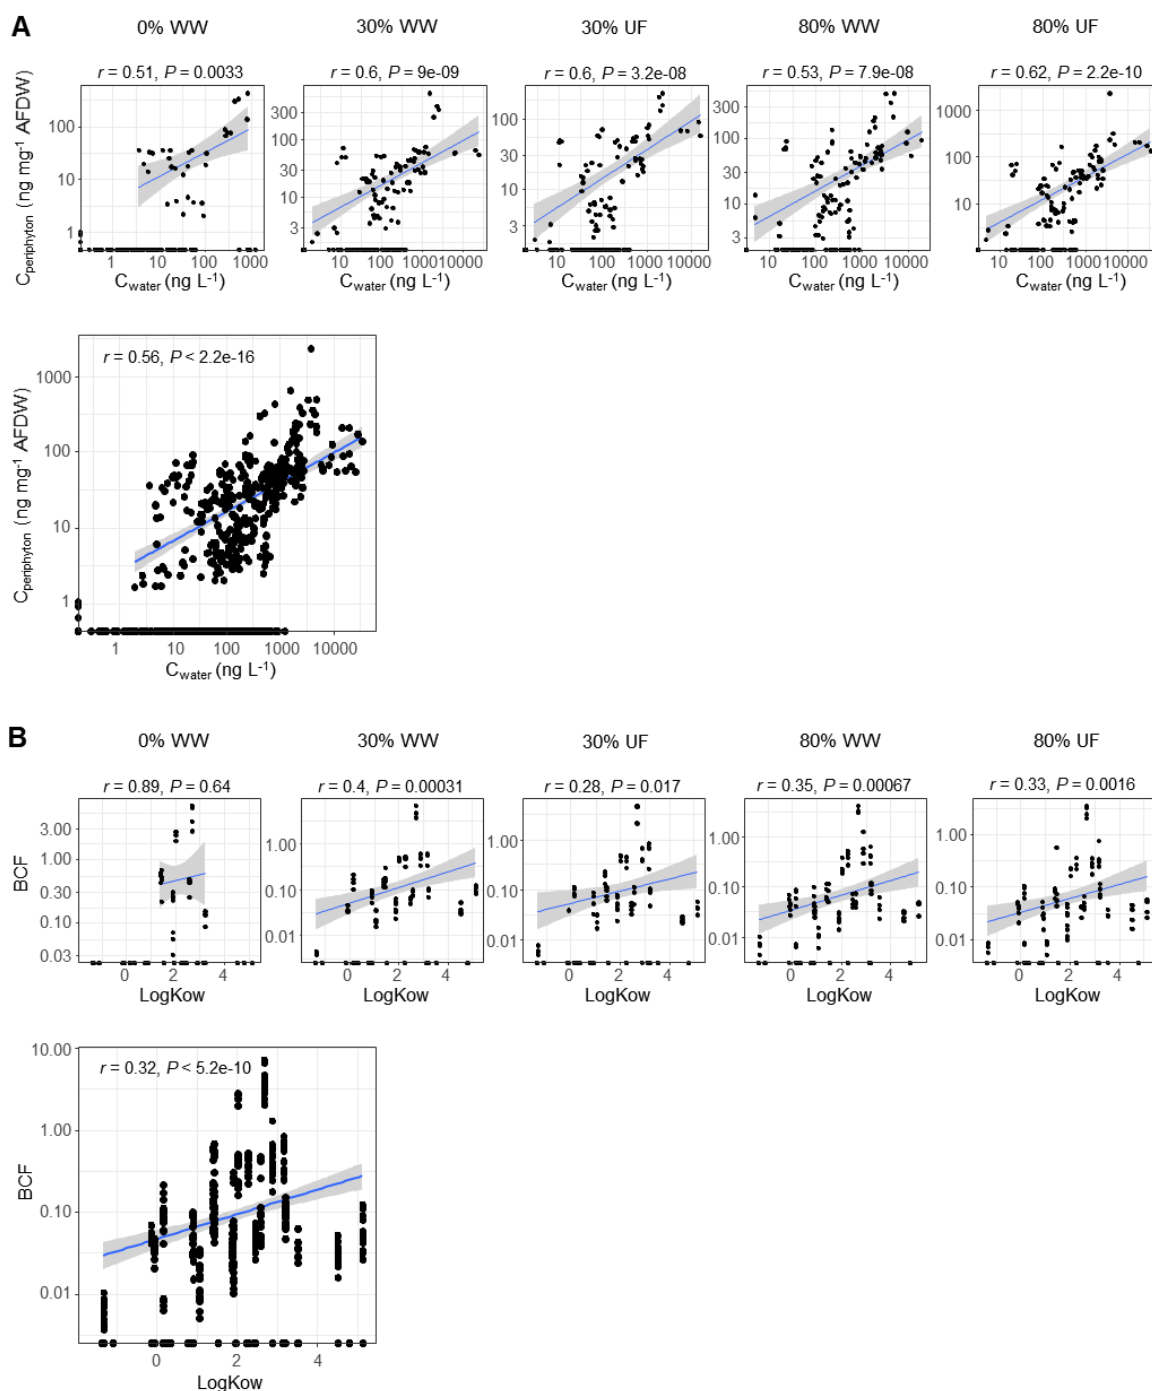 A
0% WW 30% WW 30% UF 80% WW 80% UF
r = 0.51, P = 0.0033 r = 0.6, P = 9e-09 r = 0.6, P = 3.2e-08 r = 0.53, P = 7.9e-08 r = 0.62, P = 2.2e-10
Cperiphyton (ng mg-1 AFDW)
100 10 1
300 100 30 10 3
100 30 10 3
300 100 30 10 3
1000 100 10
1 10 100 1000 10 100 1000 10000 10 100 1000 10000 10 100 1000 10000 10 100 1000 10000
Cwater (ng L-1) Cwater (ng L-1) Cwater (ng L-1) Cwater (ng L-1) Cwater (ng L-1)
r = 0.56, P < 2.2e-16
Cperiphyton (ng mg-1 AFDW)
1000
100
10
1
1 10 100 1000 10000
Cwater (ng L-1)
B
0% WW 30% WW 30% UF 80% WW 80% UF
r = 0.89, P = 0.64 r = 0.4, P = 0.00031 r = 0.28, P = 0.017 r = 0.35, P = 0.00067 r = 0.33, P = 0.0016
BCF
3.00 1.00 0.30 0.10 0.03
1.00 0.10 0.01
1.00 0.10 0.01
1.00 0.10 0.01
1.00 0.10 0.01
0 2 4 0 2 4 0 2 4 0 2 4 0 2 4
LogKow LogKow LogKow LogKow LogKow
10.00
r = 0.32, P < 5.2e-10
1.00
BCF
0.10
0.01
0 2 4
LogKow